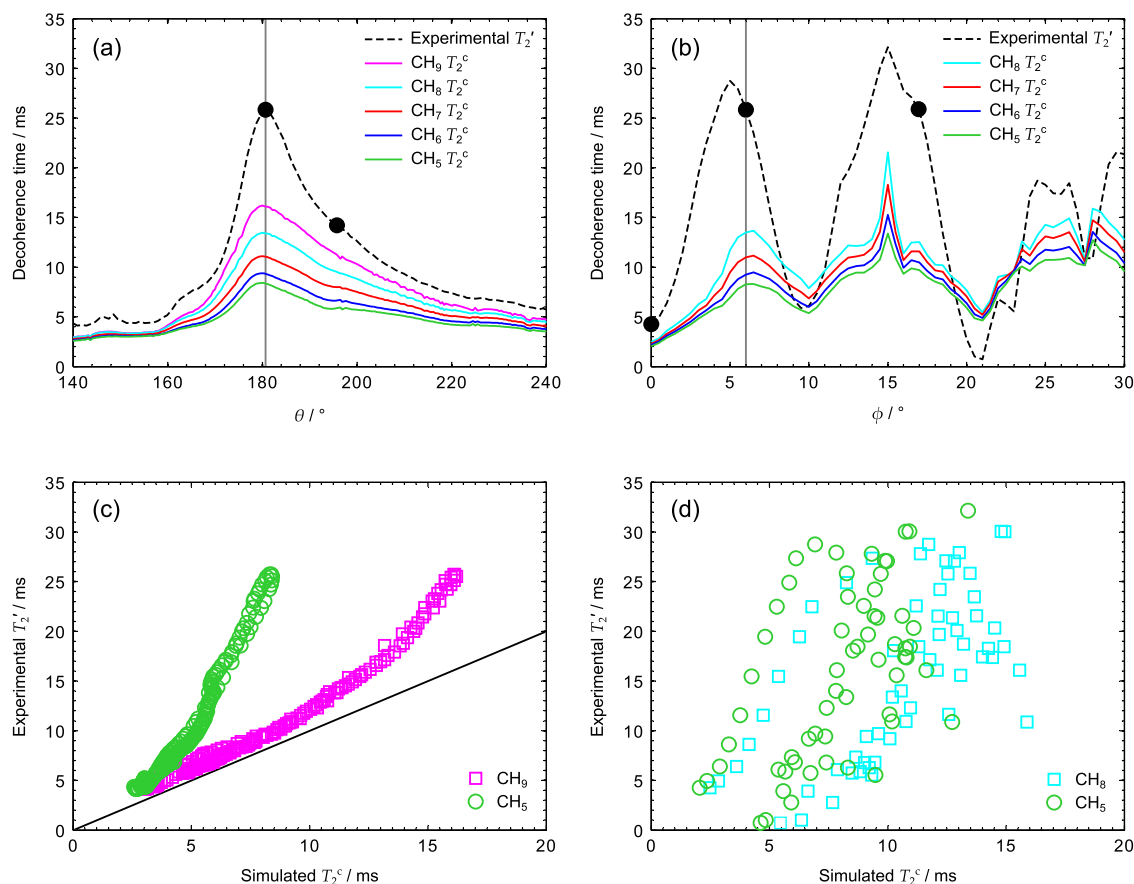 (a)
Experimental T₂′
CH₉ T₂ᶜ
CH₈ T₂ᶜ
CH₇ T₂ᶜ
CH₆ T₂ᶜ
CH₅ T₂ᶜ
35
30
25
20
15
10
5
0
Decoherence time / ms
140 160 180 200 220 240
θ / °
(b)
Experimental T₂′
CH₈ T₂ᶜ
CH₇ T₂ᶜ
CH₆ T₂ᶜ
CH₅ T₂ᶜ
35
30
25
20
15
10
5
0
Decoherence time / ms
0 5 10 15 20 25 30
ϕ / °
(c)
35
30
25
20
15
10
5
0
Experimental T₂′ / ms
CH₉
CH₅
0 5 10 15 20
Simulated T₂ᶜ / ms
(d)
35
30
25
20
15
10
5
0
Experimental T₂′ / ms
CH₈
CH₅
0 5 10 15 20
Simulated T₂ᶜ / ms